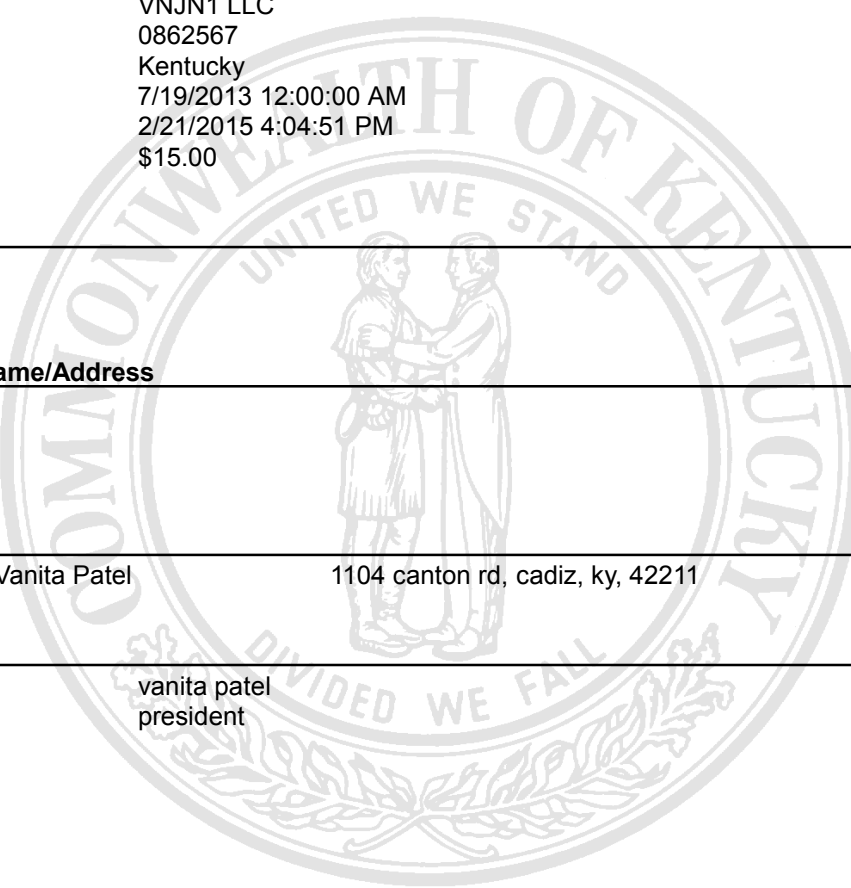 VNJN1 LLC
0862567
Kentucky
7/19/2013 12:00:00 AM
2/21/2015 4:04:51 PM
$15.00
COMMONWEALTH OF KENTUCKY
UNITED WE STAND
ame/Address
Vanita Patel 1104 canton rd, cadiz, ky, 42211
DIVIDED WE FALL
vanita patel
president